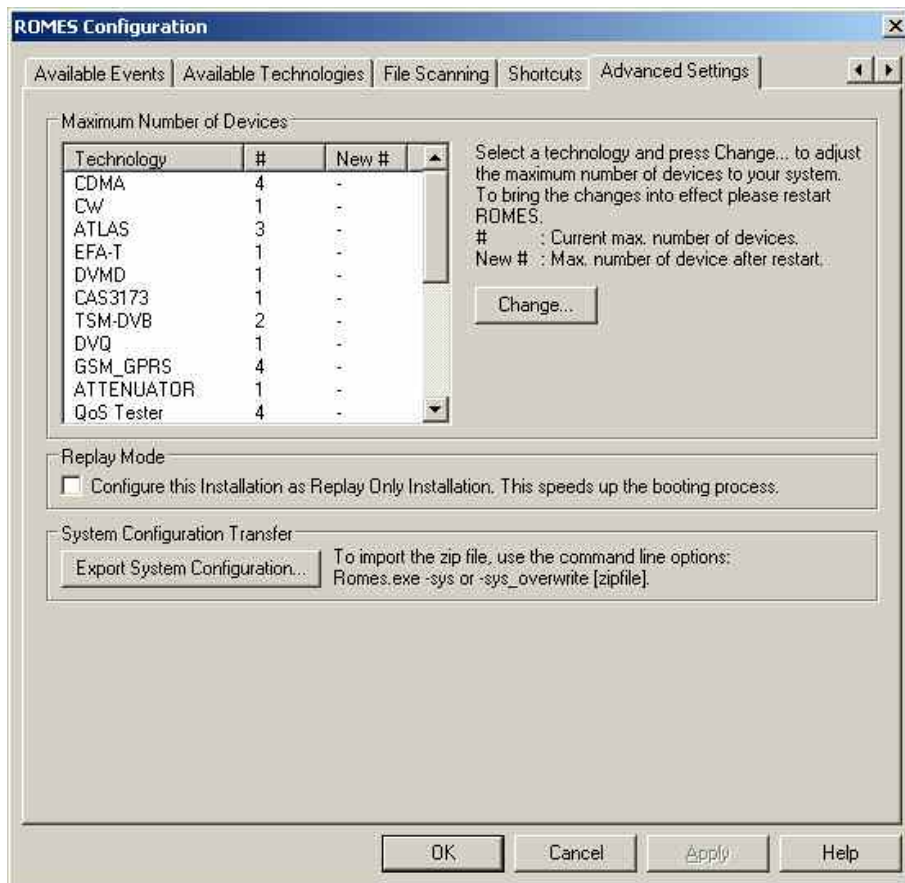 ROMES Configuration
Available Events Available Technologies File Scanning Shortcuts Advanced Settings
Maximum Number of Devices
Technology # New #
CDMA 4 -
CW 1 -
ATLAS 3 -
EFA-T 1 -
DVMD 1 -
CAS3173 1 -
TSM-DVB 2 -
DVQ 1 -
GSM_GPRS 4 -
ATTENUATOR 1 -
QoS Tester 4 -
Select a technology and press Change... to adjust
the maximum number of devices to your system.
To bring the changes into effect please restart
ROMES.
# : Current max. number of devices.
New # : Max. number of device after restart.
Change...
Replay Mode
Configure this Installation as Replay Only Installation. This speeds up the booting process.
System Configuration Transfer
Export System Configuration...
To import the zip file, use the command line options:
Romes.exe -sys or -sys_overwrite [zipfile].
OK Cancel Apply Help